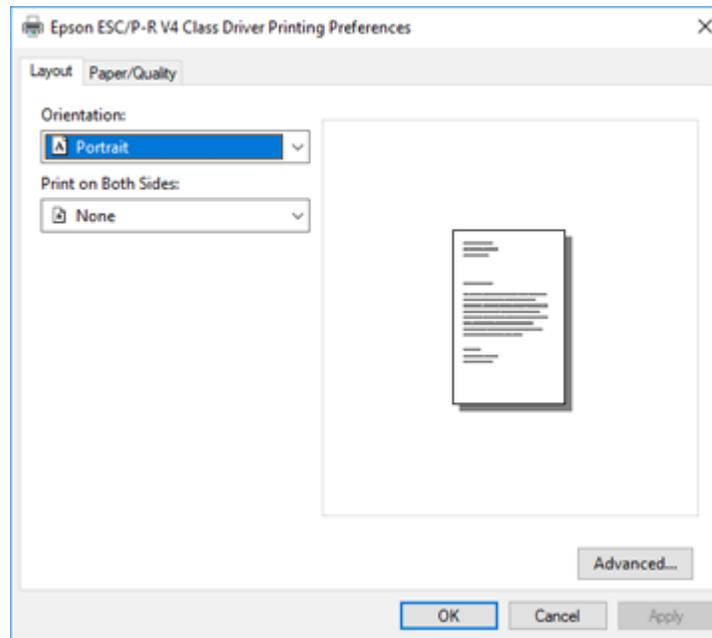 Epson ESC/P-R V4 Class Driver Printing Preferences
Layout Paper/Quality
Orientation:
A Portrait
Print on Both Sides:
None
Advanced...
OK Cancel Apply